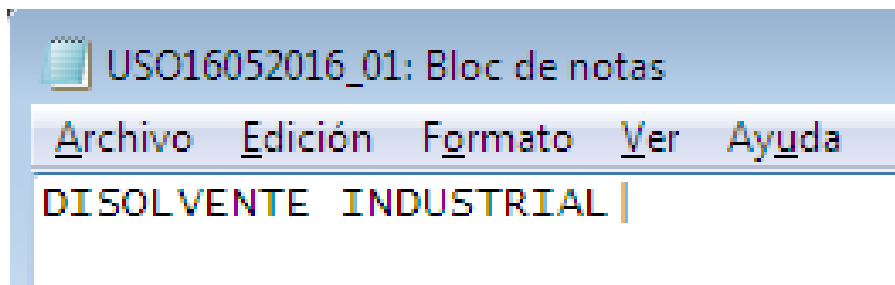 USO16052016_01: Bloc de notas
Archivo Edición Formato Ver Ayuda
DISOLVENTE INDUSTRIAL